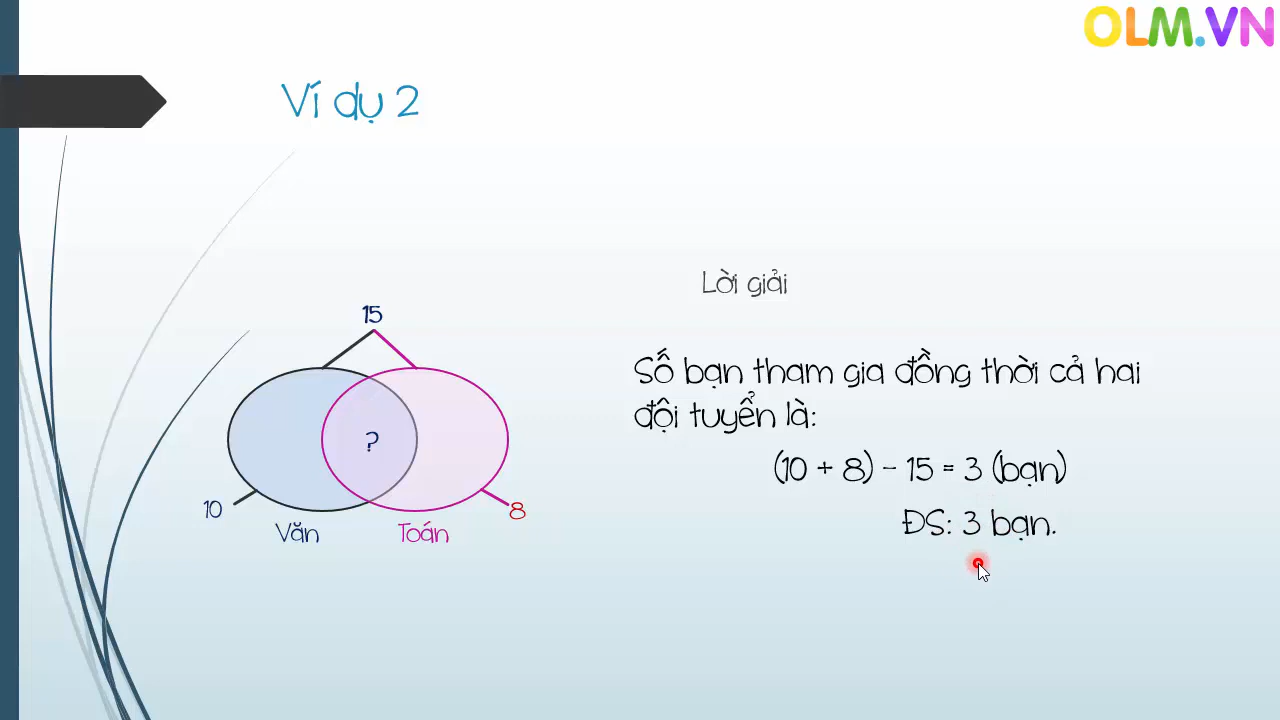 OLM.VN
Ví dụ 2
Lời giải
15
Số bạn tham gia đồng thời cả hai
đội tuyển là:
?
(10 + 8) - 15 = 3 (bạn)
10
8
Văn
Toán
ĐS: 3 bạn.